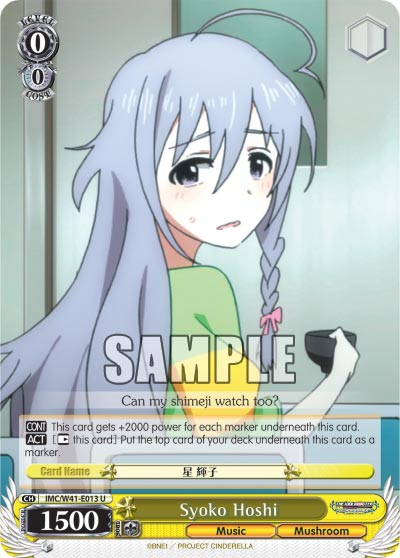 LEVEL
0
0
COST
SAMPLE
Can my shimeji watch too?
CONT This card gets +2000 power for each marker underneath this card.
ACT [ this card] Put the top card of your deck underneath this card as a
marker.
Card Name 星 輝子
CH IMC/W41-E013 U
POWER 1500 SOUL Syoko Hoshi
Music Mushroom
©BNEI / PROJECT CINDERELLA